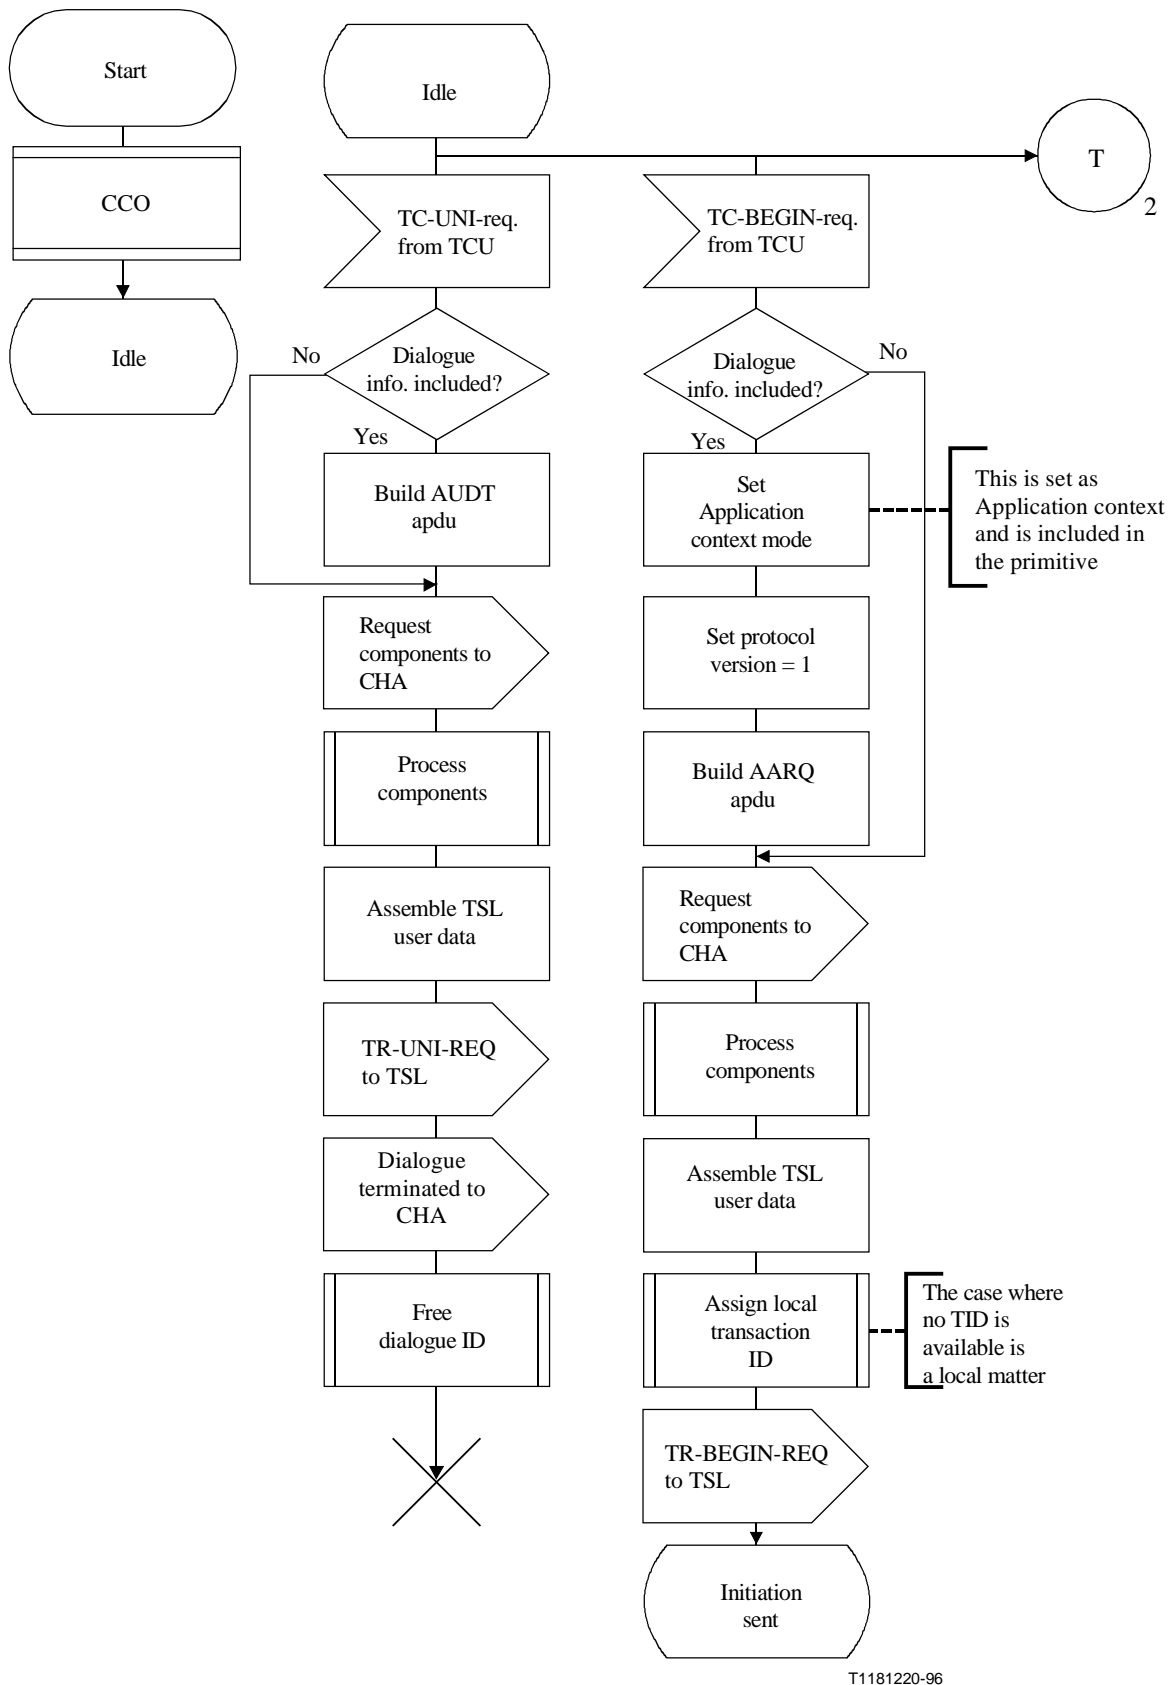 Start
CCO
Idle
Idle
T
2
TC-UNI-req.
from TCU
No
Dialogue
info. included?
Yes
Build AUDT
apdu
Request
components to
CHA
Process
components
Assemble TSL
user data
TR-UNI-REQ
to TSL
Dialogue
terminated to
CHA
Free
dialogue ID
TC-BEGIN-req.
from TCU
Dialogue
info. included?
No
Yes
Set
Application
context mode
This is set as
Application context
and is included in
the primitive
Set protocol
version = 1
Build AARQ
apdu
Request
components to
CHA
Process
components
Assemble TSL
user data
Assign local
transaction
ID
The case where
no TID is
available is
a local matter
TR-BEGIN-REQ
to TSL
Initiation
sent
T1181220-96